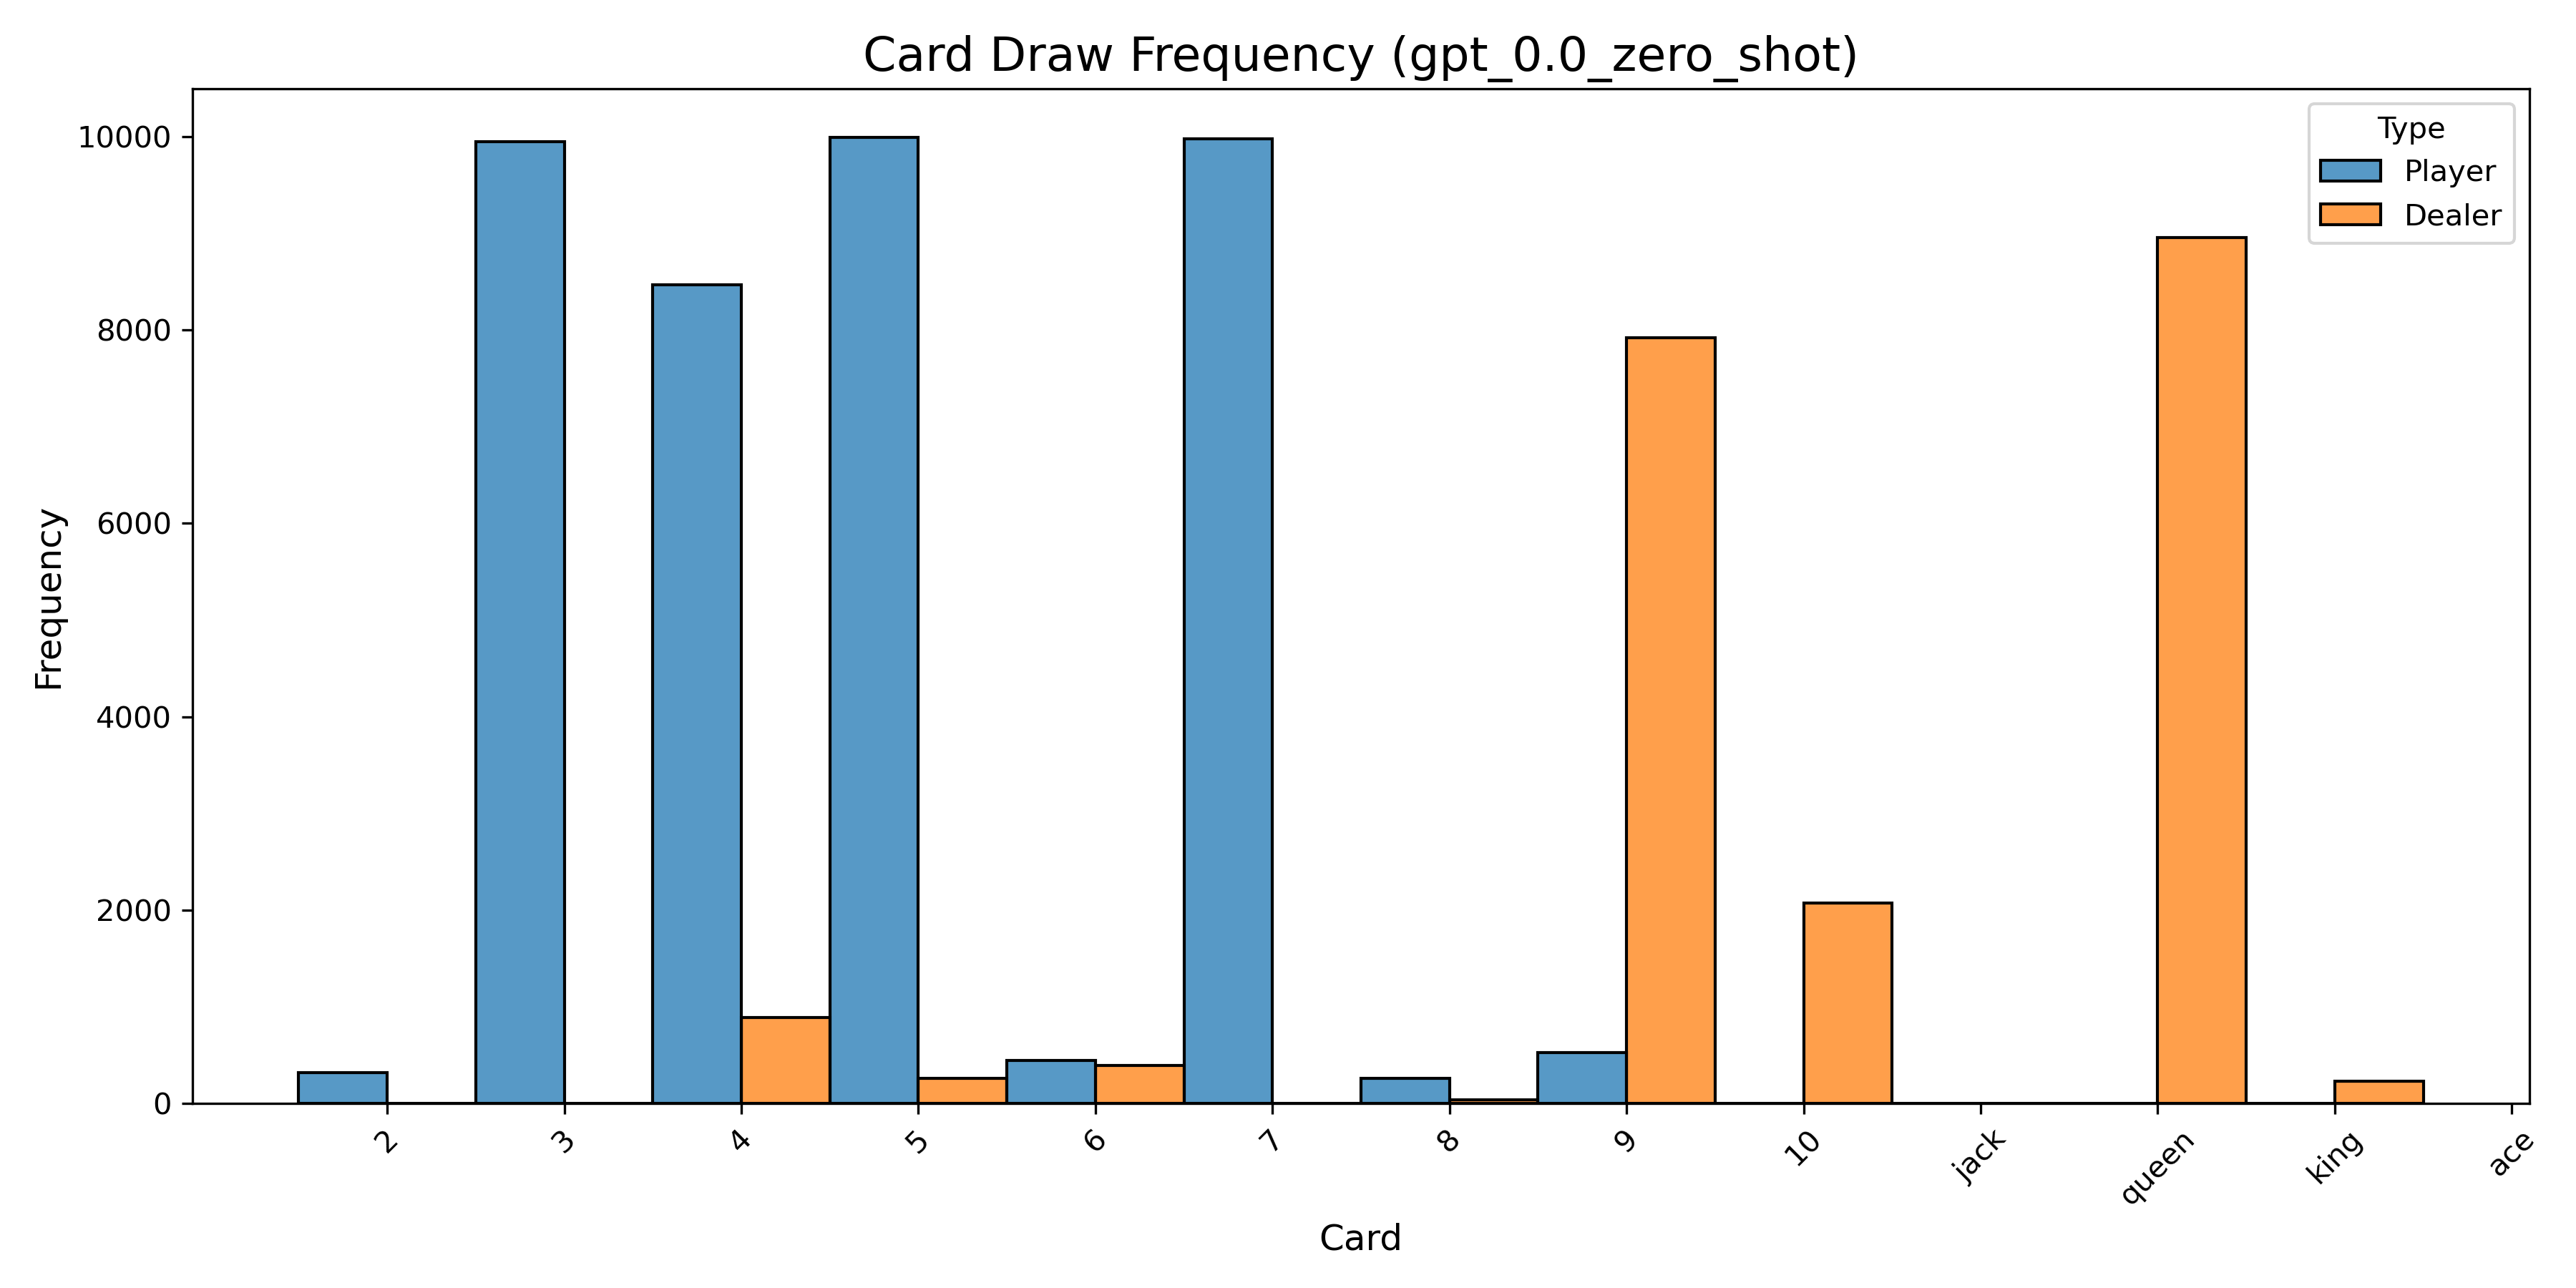 Card Draw Frequency (gpt_0.0_zero_shot)
Type
Player
Dealer
Frequency
10000
8000
6000
4000
2000
0
2 3 4 5 6 7 8 9 10 jack queen king ace
Card